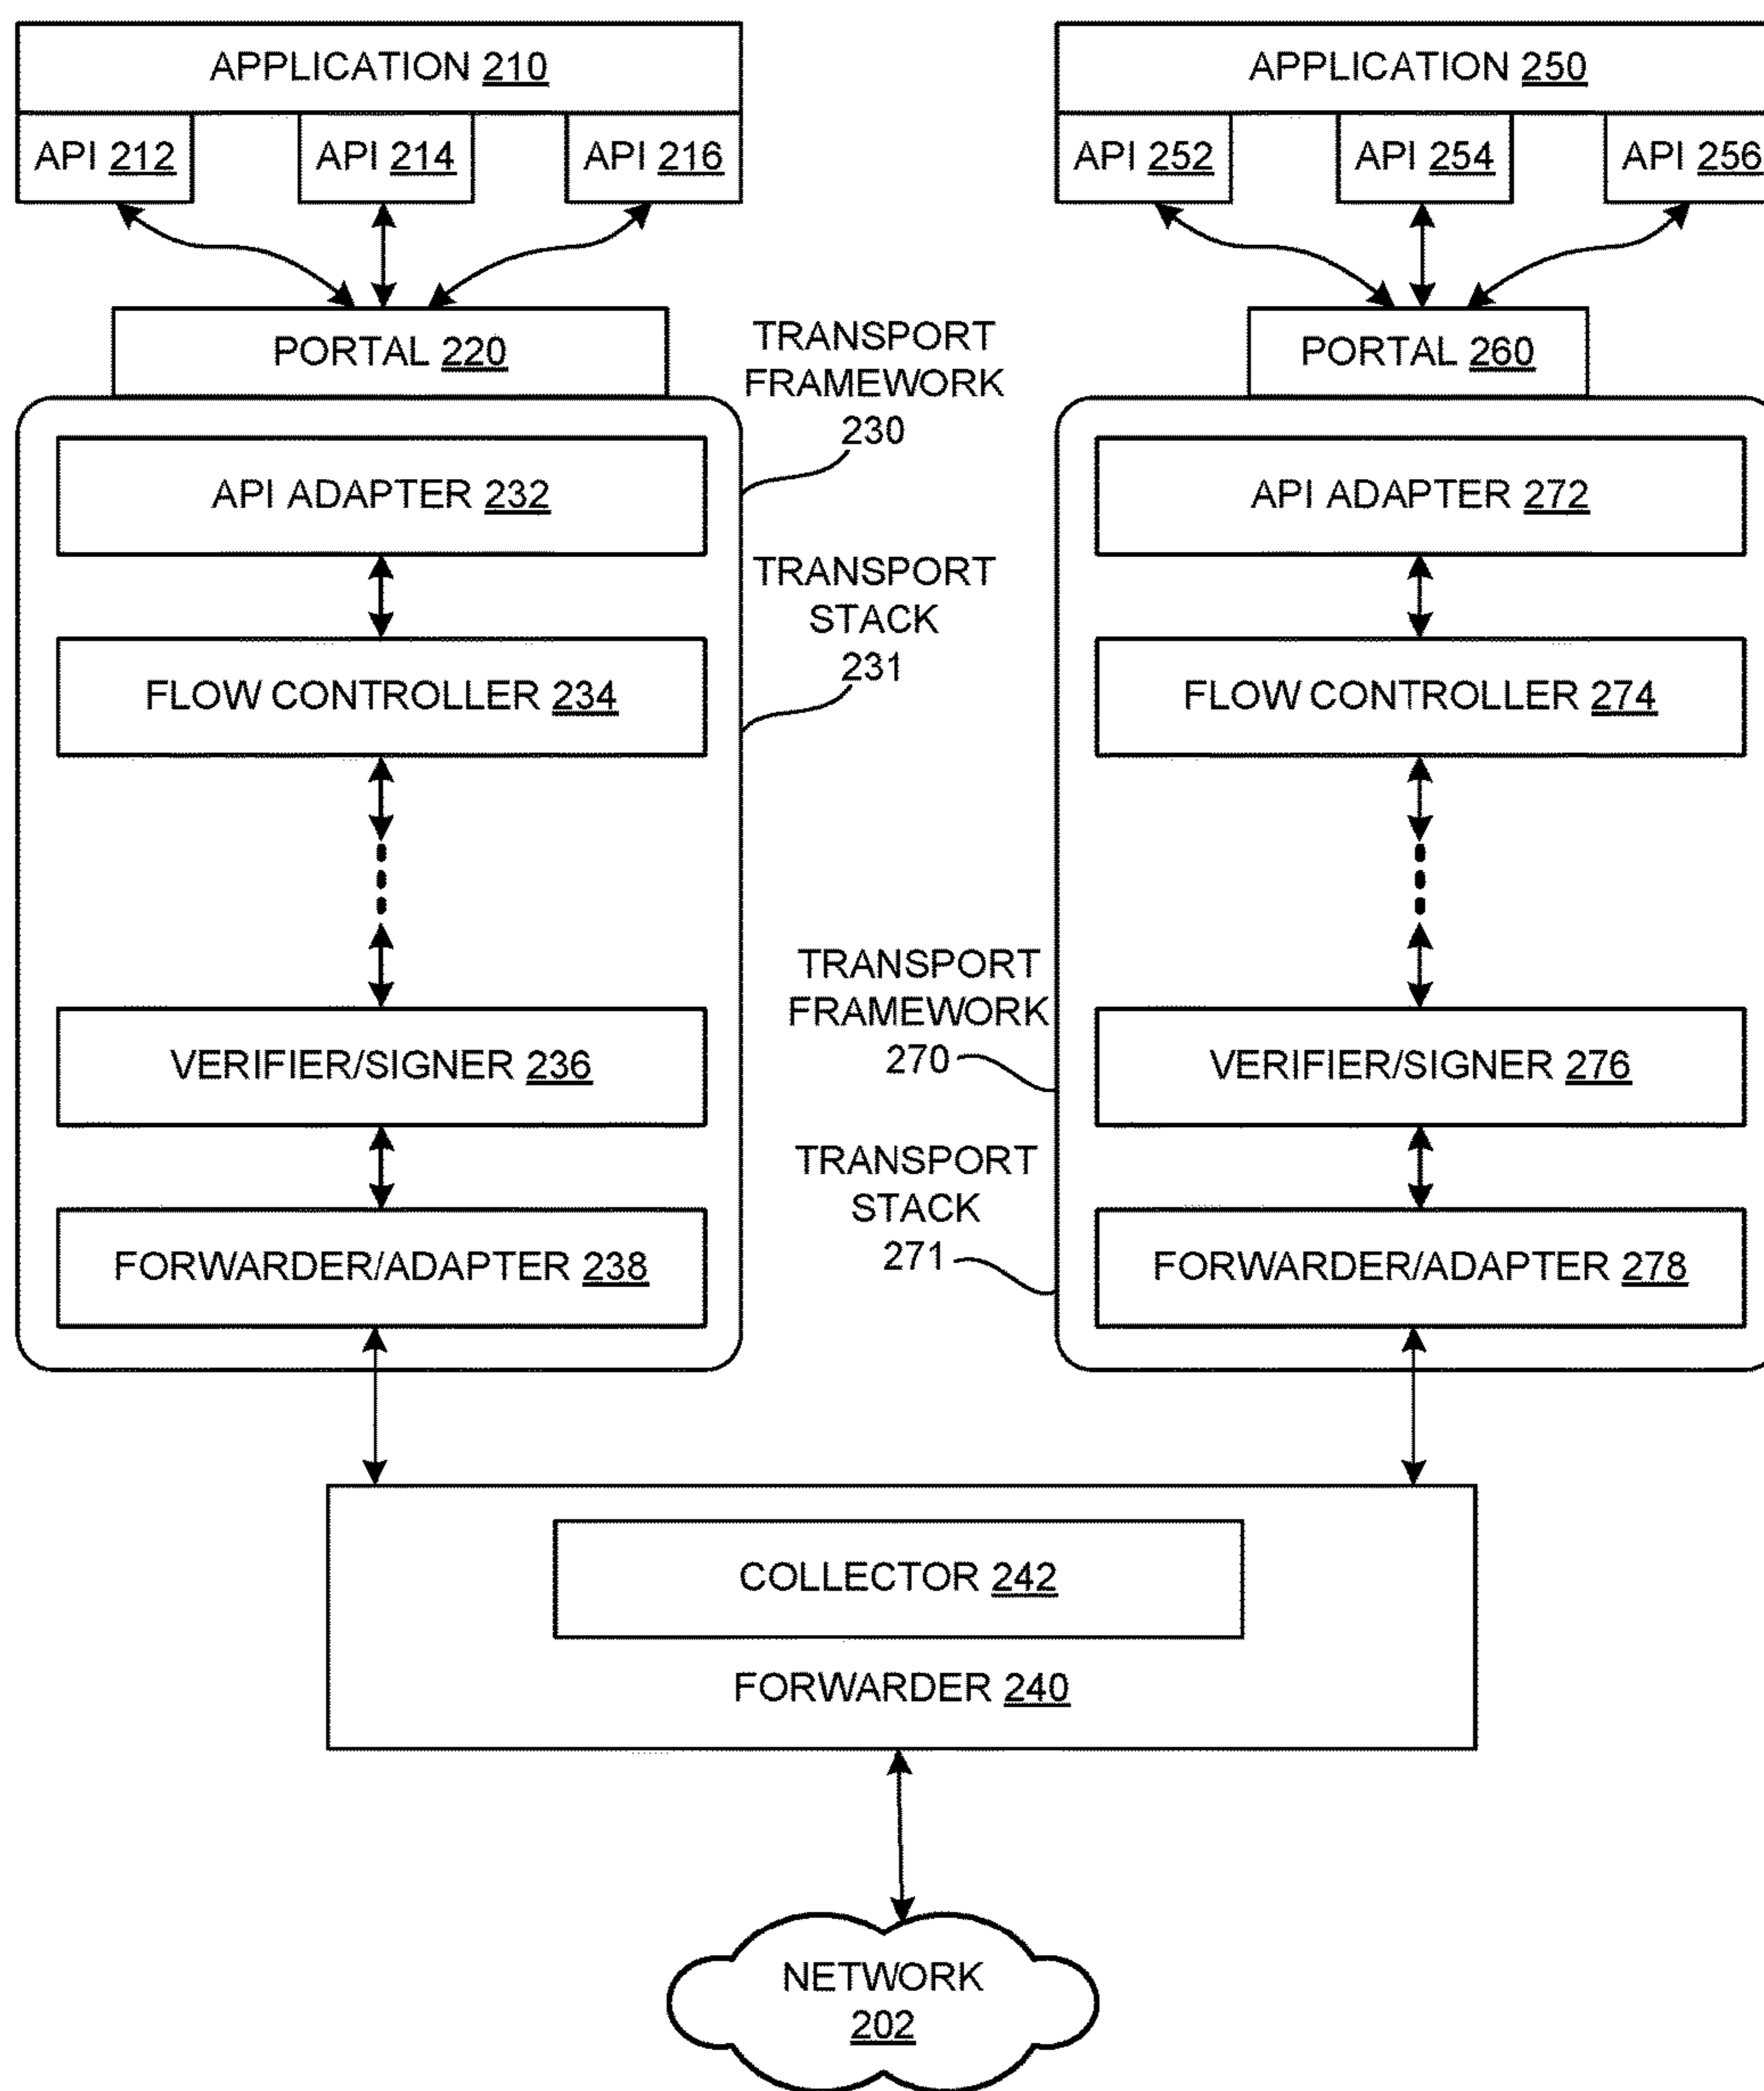 APPLICATION 210
API 212
API 214
API 216
PORTAL 220
TRANSPORT
FRAMEWORK
230
API ADAPTER 232
TRANSPORT
STACK
231
FLOW CONTROLLER 234
VERIFIER/SIGNER 236
FORWARDER/ADAPTER 238
APPLICATION 250
API 252
API 254
API 256
PORTAL 260
API ADAPTER 272
FLOW CONTROLLER 274
TRANSPORT
FRAMEWORK
270
VERIFIER/SIGNER 276
TRANSPORT
STACK
271
FORWARDER/ADAPTER 278
COLLECTOR 242
FORWARDER 240
NETWORK
202